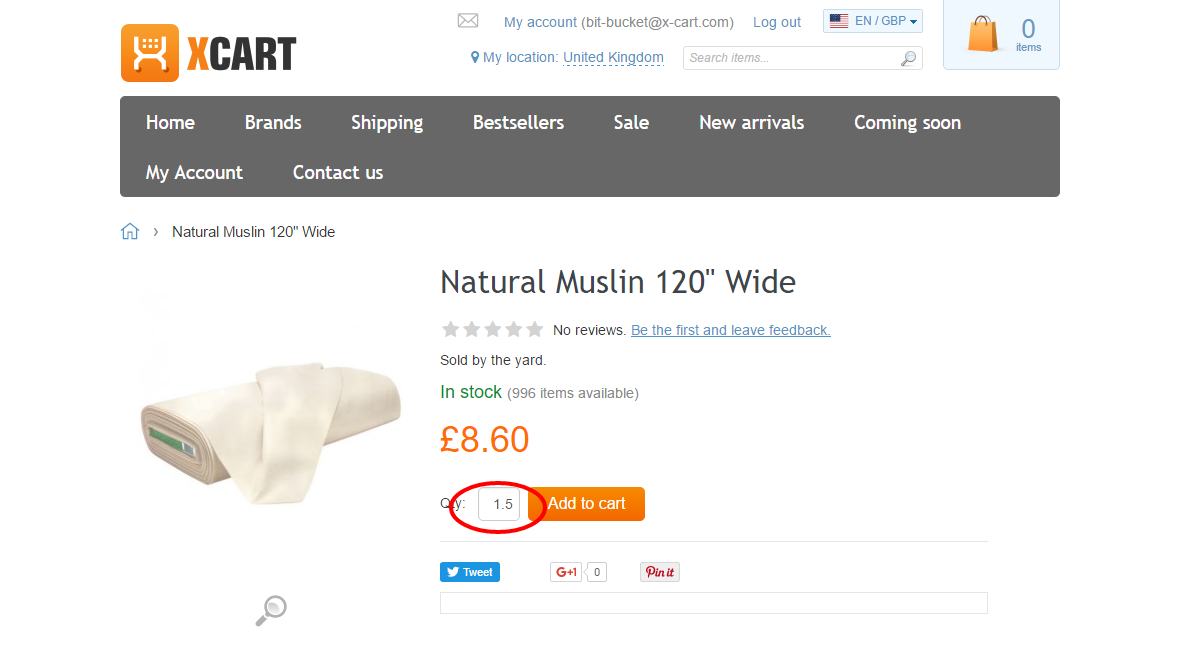 My account (bit-bucket@x-cart.com) Log out EN / GBP
XCART
My location: United Kingdom Search items...
0
items
Home Brands Shipping Bestsellers Sale New arrivals Coming soon
My Account Contact us
› Natural Muslin 120" Wide
Natural Muslin 120" Wide
No reviews. Be the first and leave feedback.
Sold by the yard.
In stock (996 items available)
£8.60
Qty: 1.5 Add to cart
Tweet G+1 0 Pin it